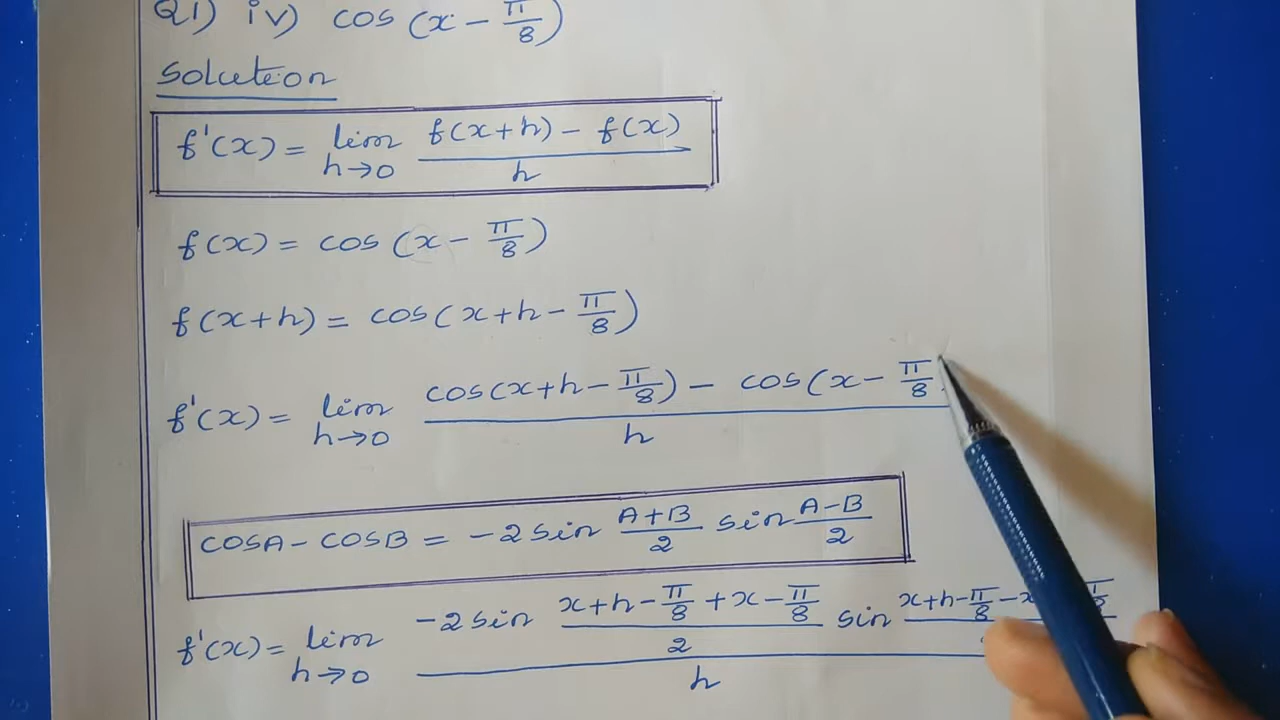 Q1) iv) cos (x - π/8)
Solution
f'(x) = lim h→0 f(x+h) - f(x) / h
f(x) = cos (x - π/8)
f(x+h) = cos(x+h - π/8)
f'(x) = lim h→0 cos(x+h - π/8) - cos(x - π/8 / h
cosA - cosB = -2 sin A+B/2 sin A-B/2
f'(x) = lim h→0 -2 sin x+h-π/8+x-π/8 / 2 sin x+h-π/8-x / h